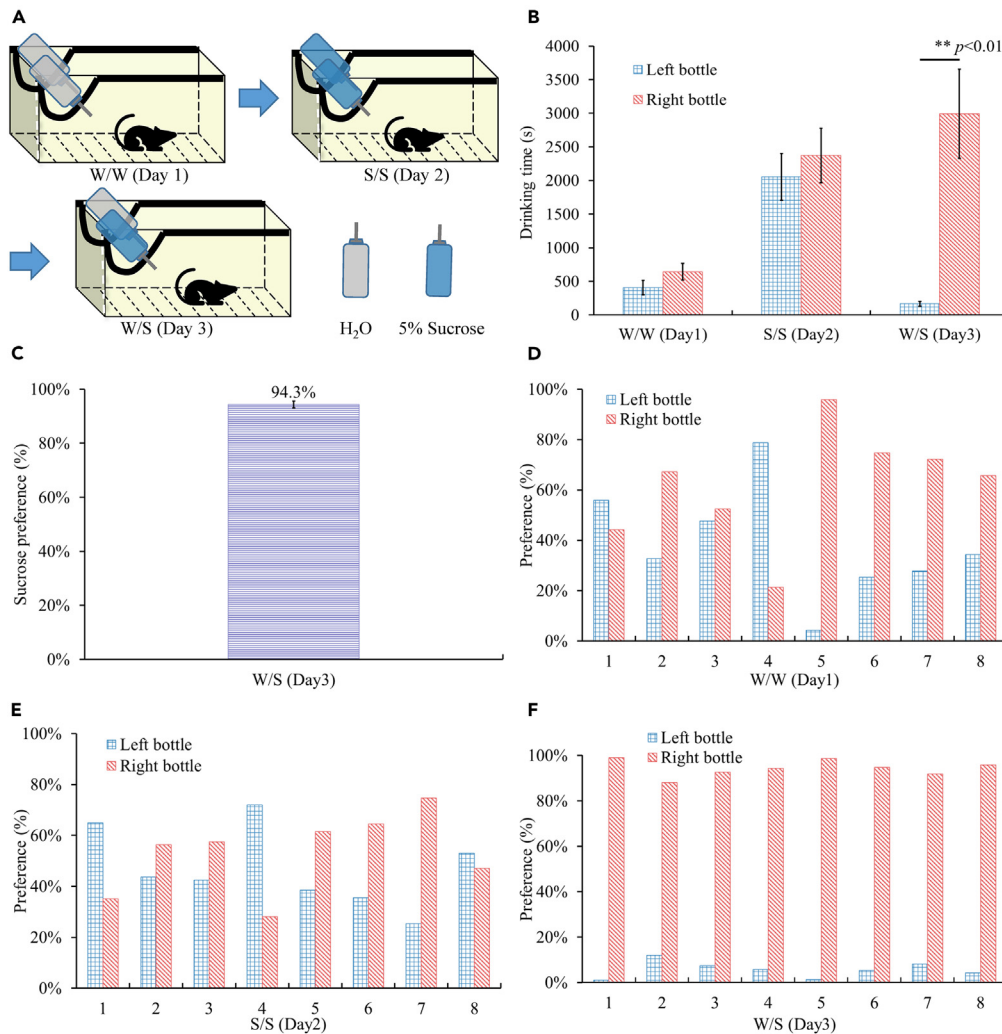 A
W/W (Day 1)
S/S (Day 2)
W/S (Day 3)
H₂O
5% Sucrose
B
4000
3500
3000
2500
2000
1500
1000
500
0
Drinking time (s)
Left bottle
Right bottle
** p<0.01
W/W (Day1)
S/S (Day2)
W/S (Day3)
C
100%
80%
60%
40%
20%
0%
Sucrose preference (%)
94.3%
W/S (Day3)
D
100%
80%
60%
40%
20%
0%
Preference (%)
Left bottle
Right bottle
1 2 3 4 5 6 7 8
W/W (Day1)
E
100%
80%
60%
40%
20%
0%
Preference (%)
Left bottle
Right bottle
1 2 3 4 5 6 7 8
S/S (Day2)
F
100%
80%
60%
40%
20%
0%
Preference (%)
Left bottle
Right bottle
1 2 3 4 5 6 7 8
W/S (Day3)